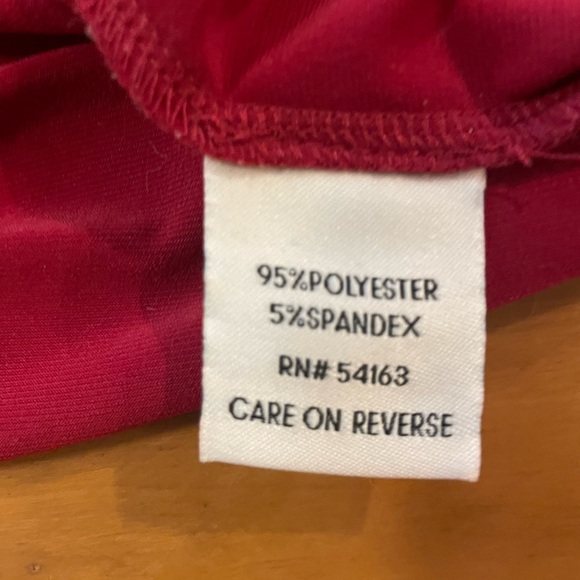 95%POLYESTER
5%SPANDEX
RN# 54163
CARE ON REVERSE